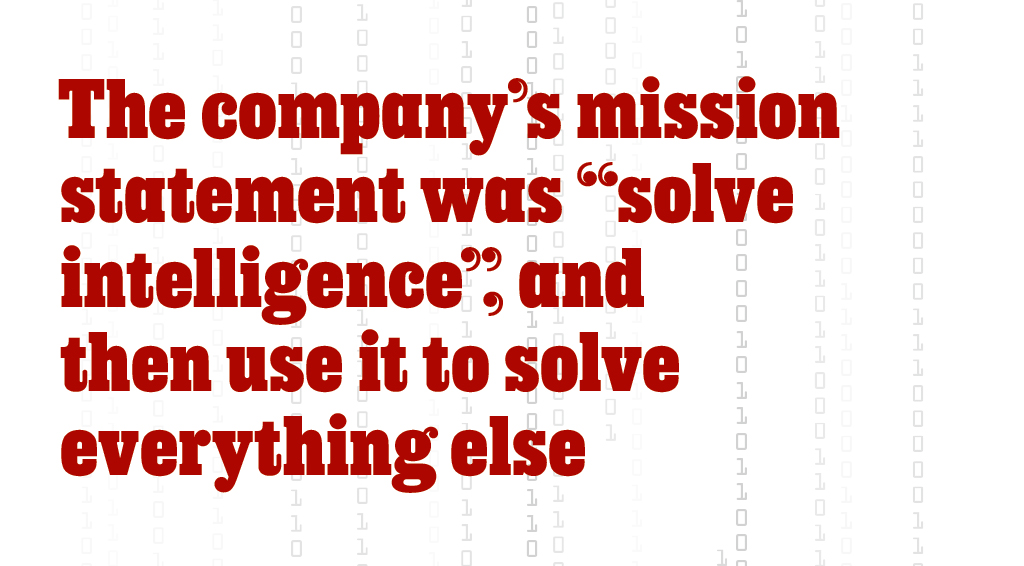 The company’s mission
statement was “solve
intelligence”, and
then use it to solve
everything else